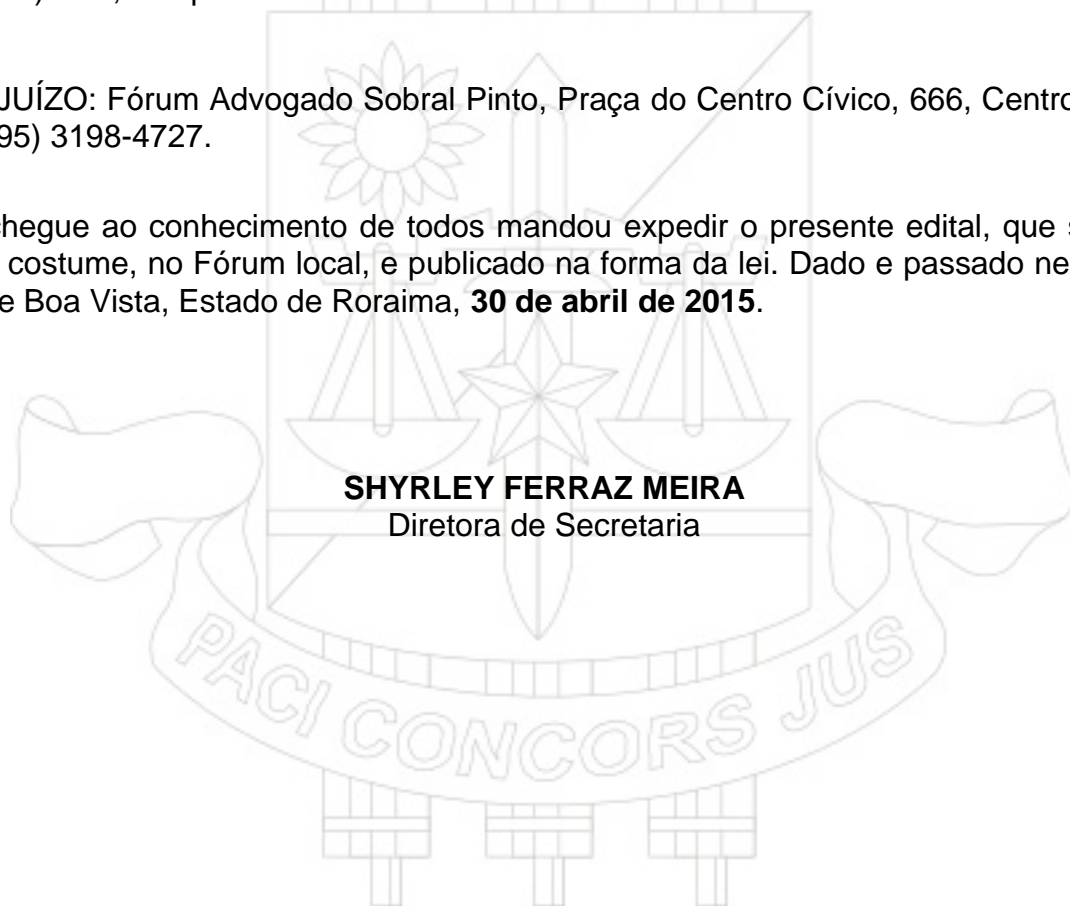 JUÍZO: Fórum Advogado Sobral Pinto, Praça do Centro Cívico, 666, Centro
95) 3198-4727.
chegue ao conhecimento de todos mandou expedir o presente edital, que s
costume, no Fórum local, e publicado na forma da lei. Dado e passado ne
e Boa Vista, Estado de Roraima, 30 de abril de 2015.
SHYRLEY FERRAZ MEIRA
Diretora de Secretaria
PACI CONCORS JUS